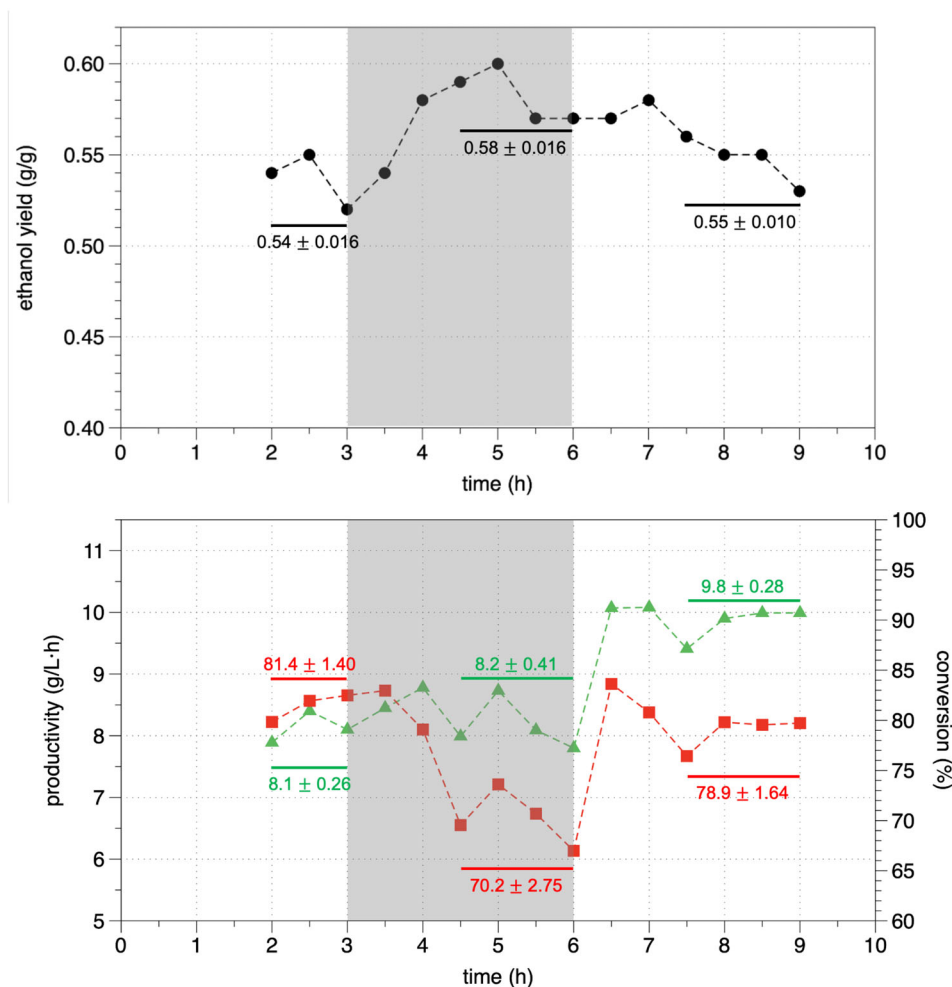 ethanol yield (g/g)
0.60
0.55
0.50
0.45
0.40
0.54 ± 0.016
0.58 ± 0.016
0.55 ± 0.010
0 1 2 3 4 5 6 7 8 9 10
time (h)
productivity (g/L·h)
11
10
9
8
7
6
5
81.4 ± 1.40
8.1 ± 0.26
8.2 ± 0.41
70.2 ± 2.75
9.8 ± 0.28
78.9 ± 1.64
100
95
90
85
80
75
70
65
60
conversion (%)
0 1 2 3 4 5 6 7 8 9 10
time (h)